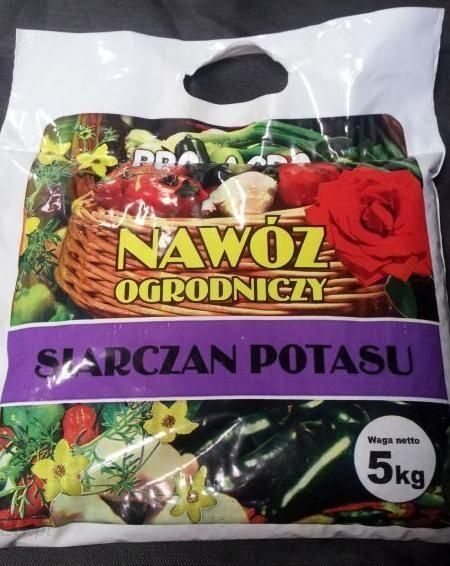 NAWÓZ
OGRODNICZY
SIARCZAN POTASU
Waga netto
5kg